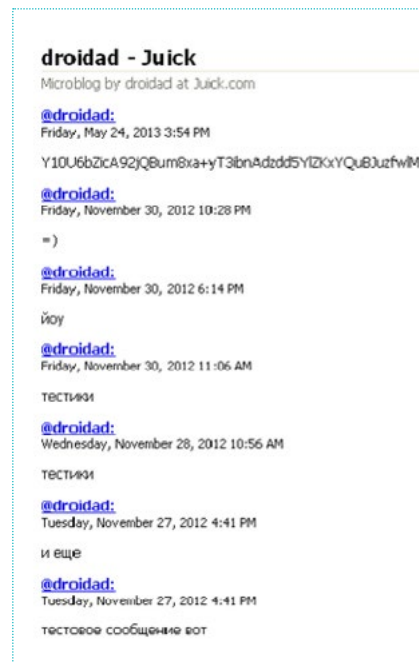 droidad - Juick
Microblog by droidad at Juick.com
@droidad:
Friday, May 24, 2013 3:54 PM
@droidad:
Friday, November 30, 2012 10:28 PM
=)
@droidad:
Friday, November 30, 2012 6:14 PM
йоу
@droidad:
Friday, November 30, 2012 11:06 AM
тестики
@droidad:
Wednesday, November 28, 2012 10:56 AM
тестики
@droidad:
Tuesday, November 27, 2012 4:41 PM
и еще
@droidad:
Tuesday, November 27, 2012 4:41 PM
тестовое сообщение вот